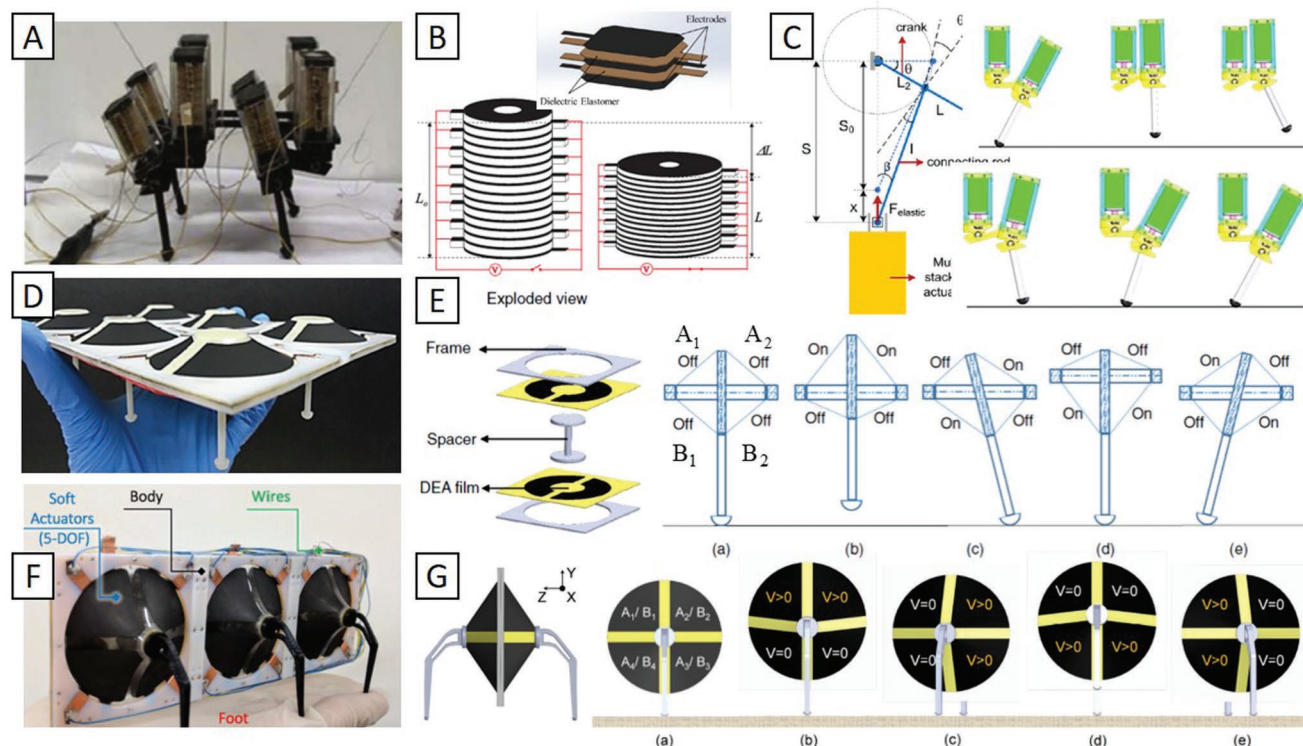 A
B
Electrodes
Dielectric Elastomer
L₀
ΔL
L
V
V
C
crank
θ
θ
L₂
L
S₀
S
l
connecting rod
β
x
F_elastic
stack
D
E
Exploded view
Frame
Spacer
DEA film
A₁
A₂
Off
Off
Off
Off
B₁
B₂
(a)
On
On
Off
Off
(b)
Off
On
On
Off
(c)
Off
Off
On
On
(d)
On
Off
Off
On
(e)
F
Soft
Actuators
(5-DOF)
Body
Wires
Foot
G
Y
Z
X
A₁/ B₁
A₂/ B₂
A₄/ B₄
A₃/ B₃
(a)
V>0
V>0
V=0
V=0
(b)
V=0
V>0
V=0
V>0
(c)
V=0
V=0
V>0
V>0
(d)
V>0
V=0
V>0
V=0
(e)